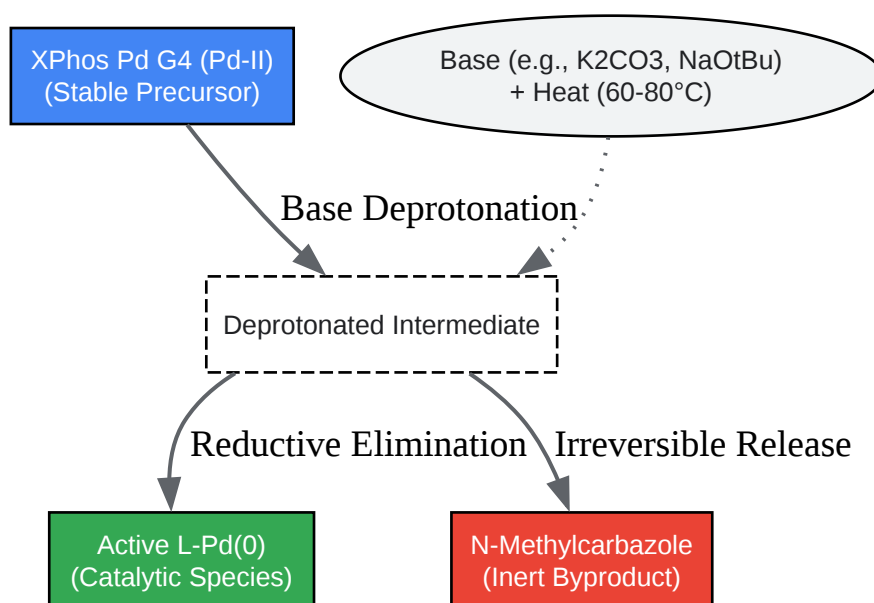 XPhos Pd G4 (Pd-II)
(Stable Precursor)
Base (e.g., K2CO3, NaOtBu)
+ Heat (60-80°C)
Base Deprotonation
Deprotonated Intermediate
Reductive Elimination
Irreversible Release
Active L-Pd(0)
(Catalytic Species)
N-Methylcarbazole
(Inert Byproduct)